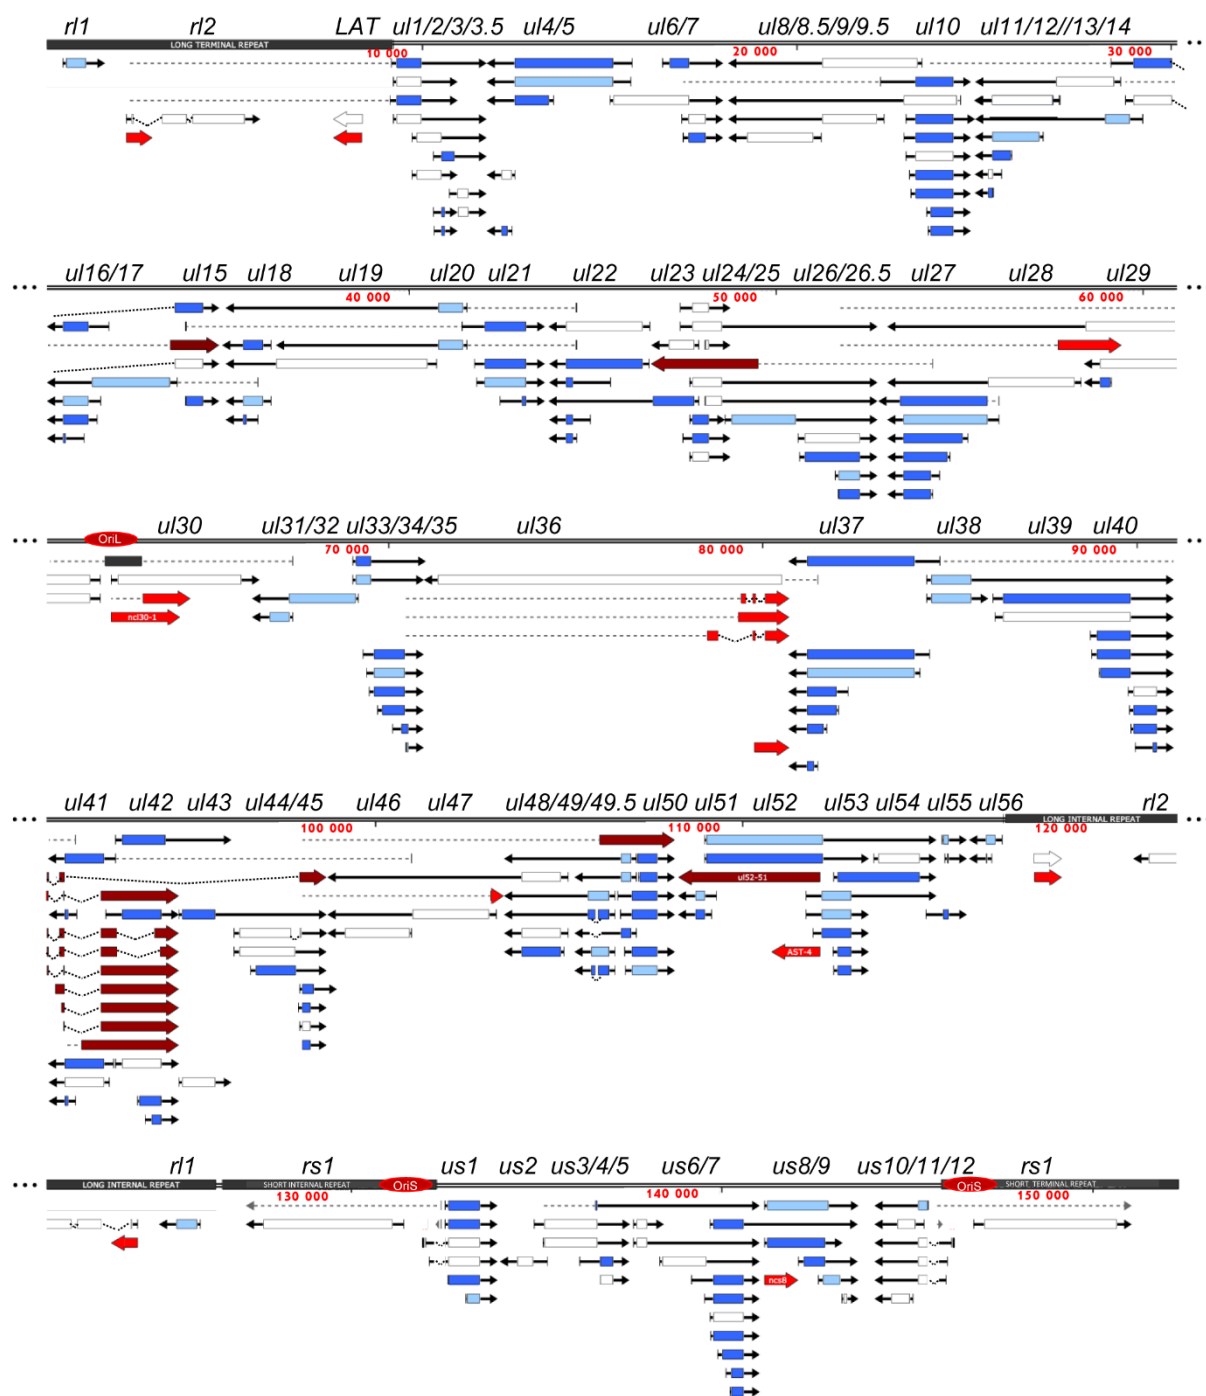 rl1 rl2 LAT ul1/2/3/3.5 ul4/5 ul6/7 ul8/8.5/9/9.5 ul10 ul11/12//13/14
LONG TERMINAL REPEAT
10 000 20 000 30 000
ul16/17 ul15 ul18 ul19 ul20 ul21 ul22 ul23 ul24/25 ul26/26.5 ul27 ul28 ul29
40 000 50 000 60 000
OriL ul30 ul31/32 ul33/34/35 ul36 ul37 ul38 ul39 ul40
70 000 80 000 90 000
ncl30-1
ul41 ul42 ul43 ul44/45 ul46 ul47 ul48/49/49.5 ul50 ul51 ul52 ul53 ul54 ul55 ul56 rl2
LONG INTERNAL REPEAT
100 000 110 000 120 000
ul52-51
AST-4
rl1 rs1 us1 us2 us3/4/5 us6/7 us8/9 us10/11/12 rs1
LONG INTERNAL REPEAT SHORT INTERNAL REPEAT OriS OriS SHORT TERMINAL REPEAT
130 000 140 000 150 000
ncs8